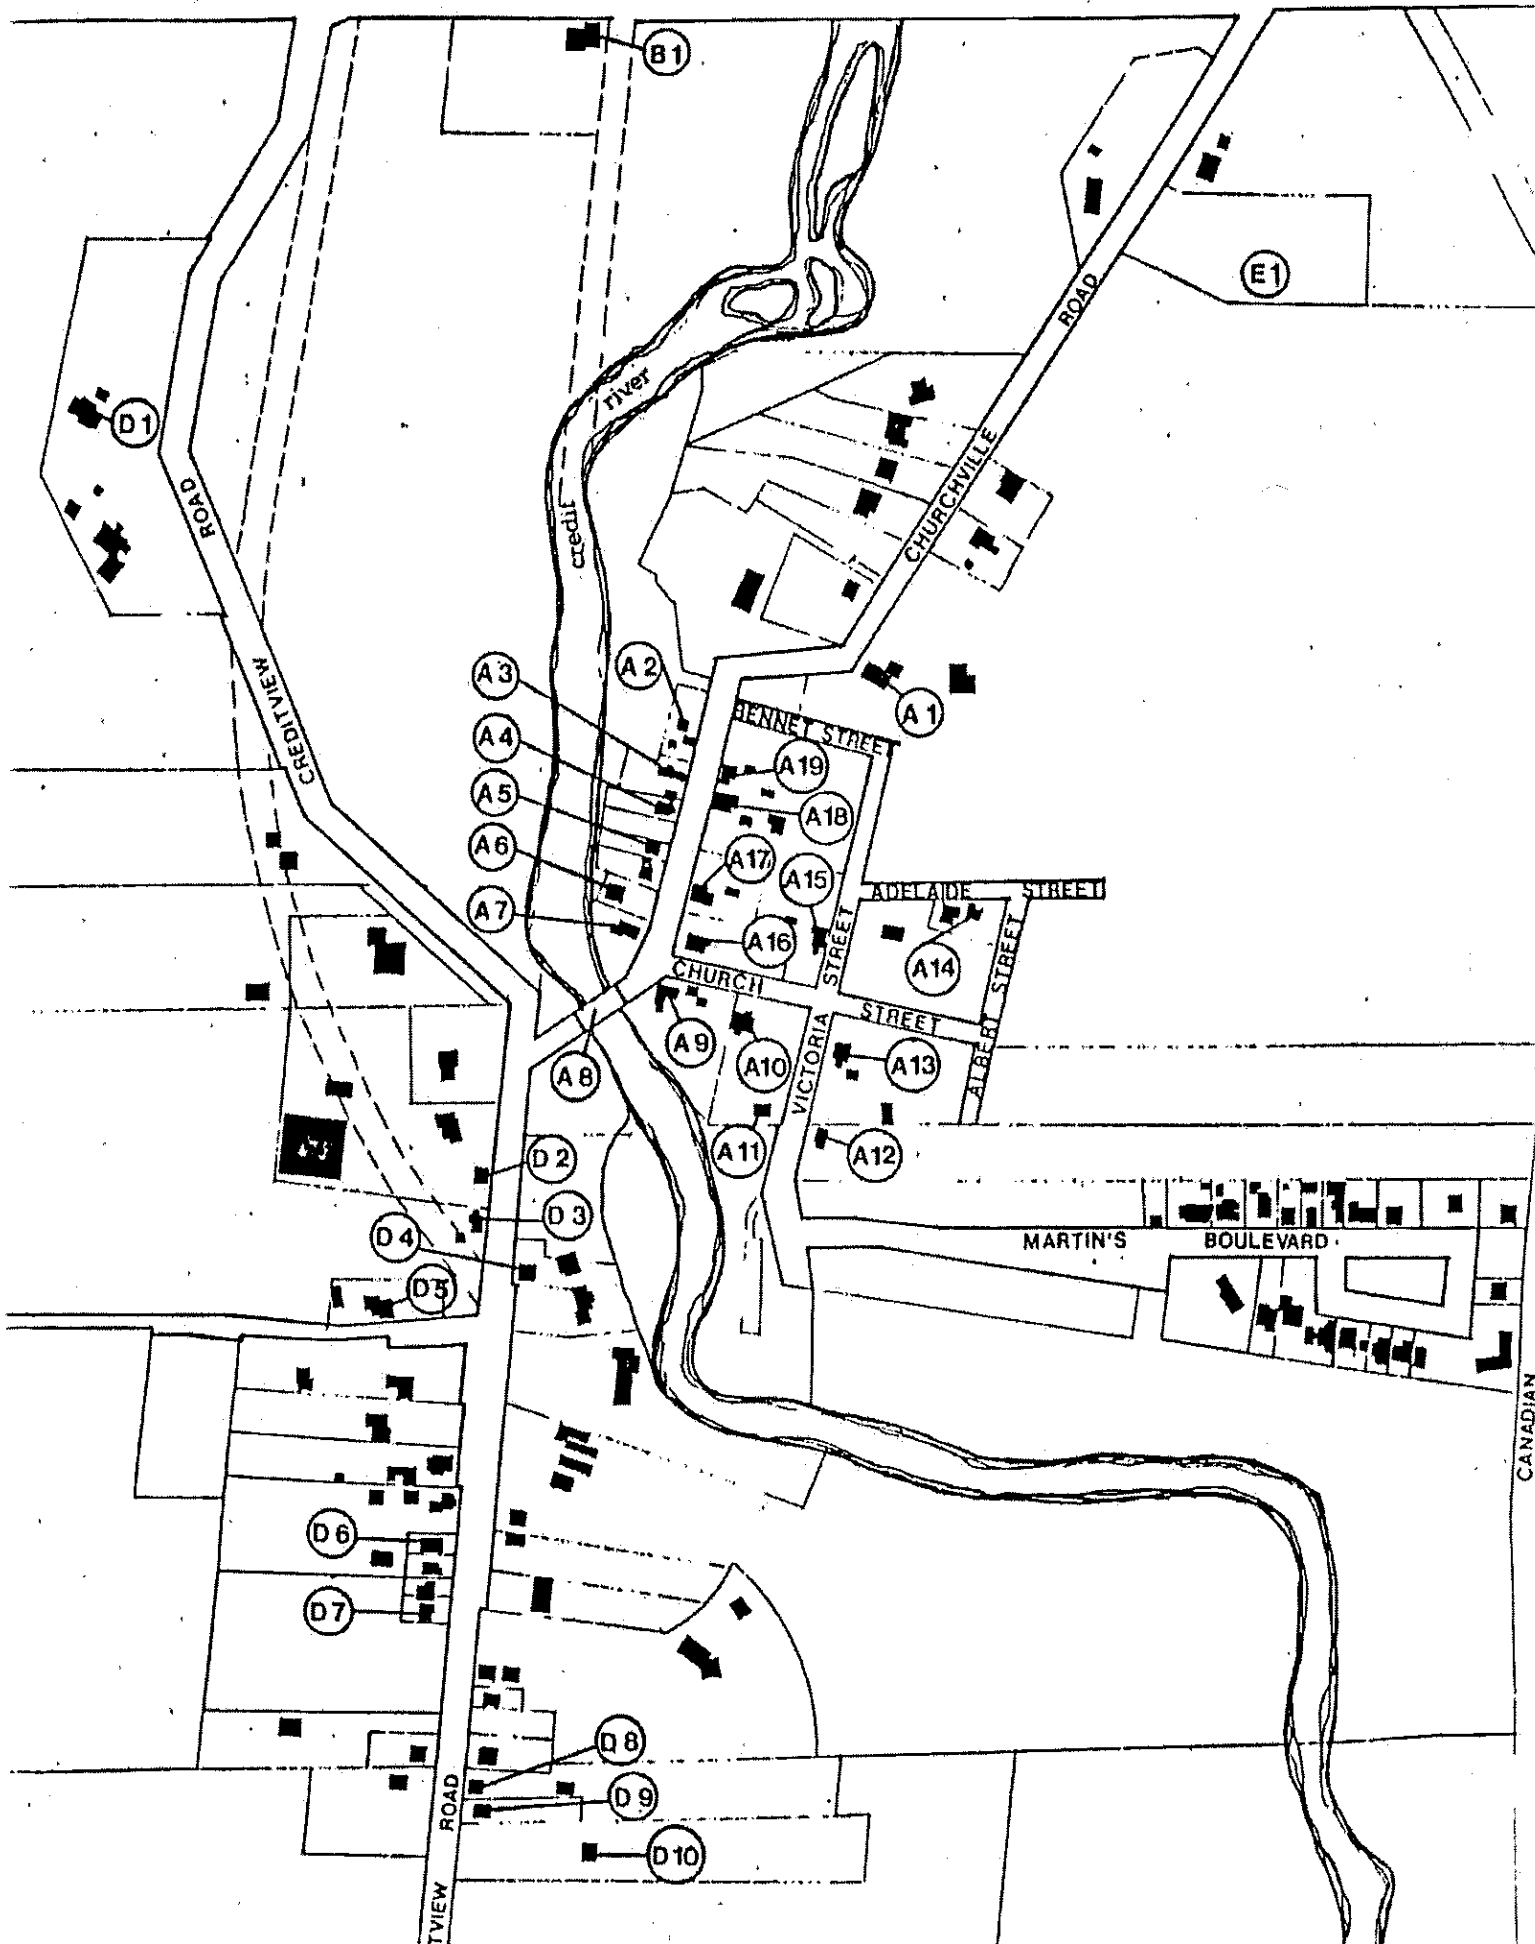 B1
E1
ROAD
D1
river
ROAD
credit
CHURCHVILLE
CREDITVIEW
A3
A2
A1
BENNET STREET
A4
A19
A5
A18
A6
A17
A15
ADELAIDE STREET
A7
A16
STREET
A14
STREET
CHURCH
STREET
A9
A10
VICTORIA
A13
ALBERT
A8
A11
A12
D2
D3
D4
MARTIN'S BOULEVARD
D5
CANADIAN
D6
D7
D8
ROAD
D9
D10
TVIEW